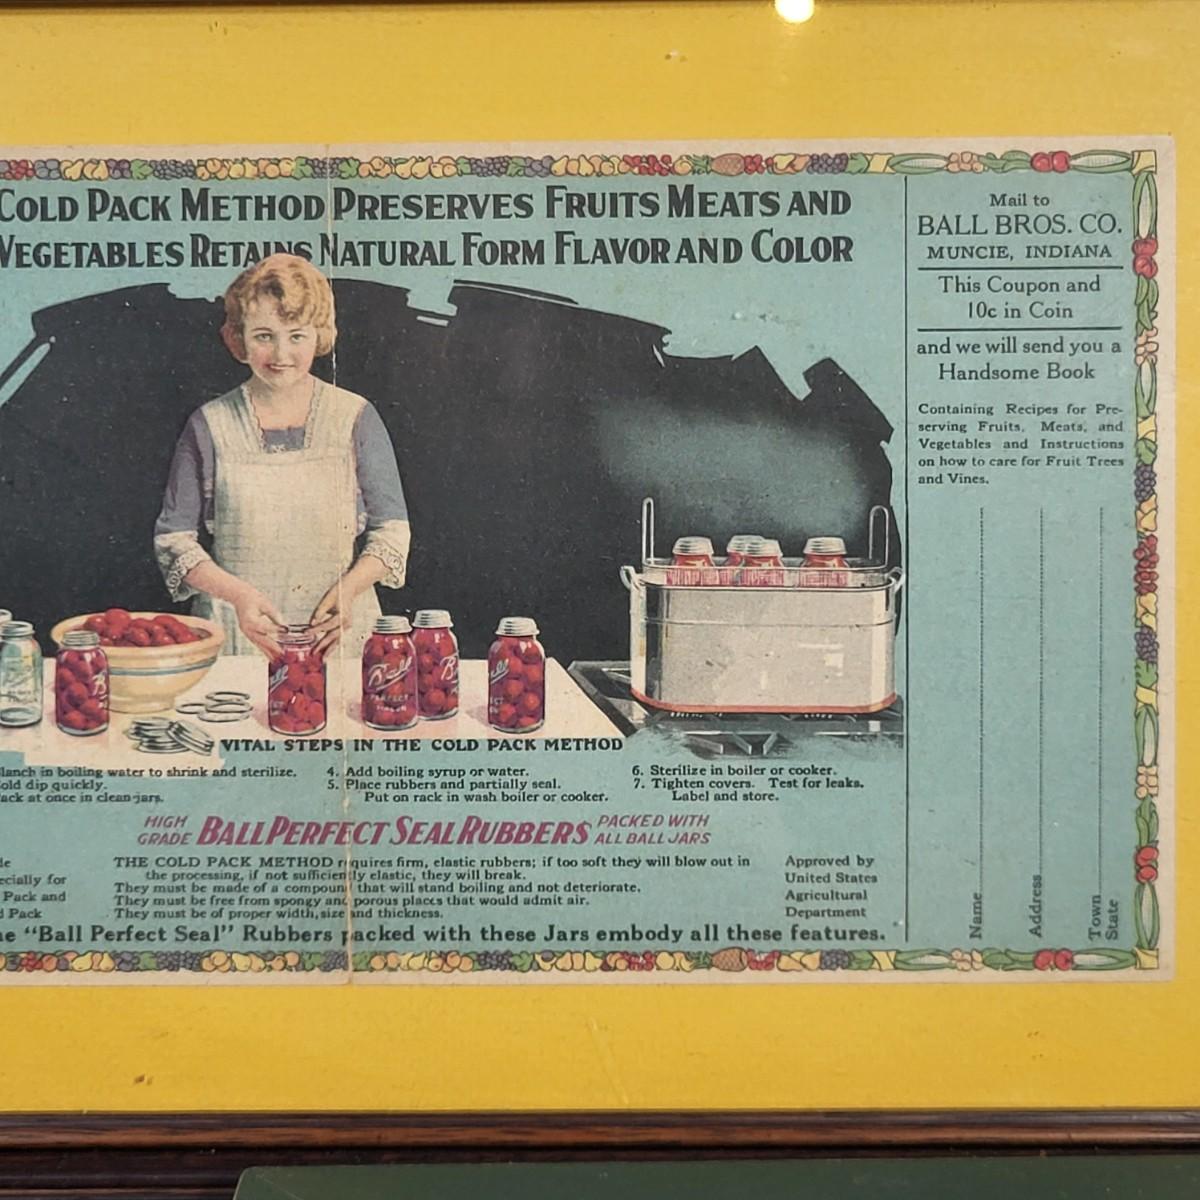 COLD PACK METHOD PRESERVES FRUITS MEATS AND
VEGETABLES RETAINS NATURAL FORM FLAVOR AND COLOR
Ball
PERFECT
MASON
VITAL STEPS IN THE COLD PACK METHOD
lanch in boiling water to shrink and sterilize.
old dip quickly.
ack at once in clean jars.
4. Add boiling syrup or water.
5. Place rubbers and partially seal.
Put on rack in wash boiler or cooker.
6. Sterilize in boiler or cooker.
7. Tighten covers. Test for leaks.
Label and store.
HIGH
GRADE
BALL PERFECT SEAL RUBBERS
PACKED WITH
ALL BALL JARS
de
ecially for
Pack and
d Pack
THE COLD PACK METHOD requires firm, elastic rubbers; if too soft they will blow out in
the processing, if not sufficiently elastic, they will break.
They must be made of a compound that will stand boiling and not deteriorate.
They must be free from spongy and porous places that would admit air.
They must be of proper width, size and thickness.
Approved by
United States
Agricultural
Department
he "Ball Perfect Seal" Rubbers packed with these Jars embody all these features.
Mail to
BALL BROS. CO.
MUNCIE, INDIANA
This Coupon and
10c in Coin
and we will send you a
Handsome Book
Containing Recipes for Pre-
serving Fruits, Meats, and
Vegetables and Instructions
on how to care for Fruit Trees
and Vines.
Name
Address
Town
State